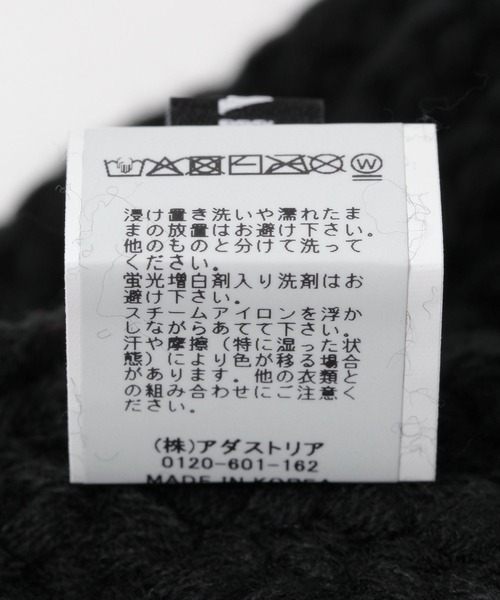 浸け置き洗いや濡れたま
まの放置はお避け下さい。
他のものと分けて洗って
ください。
蛍光増白剤入り洗剤はお
避け下さい。
スチームアイロンを浮か
しながらあてて下さい。
汗や摩擦（特に湿った状
態）により色が移る場合
があります。他の衣類と
の組み合わせにご注意く
ださい。
(株)アダストリア
0120-601-162
MADE IN KOREA